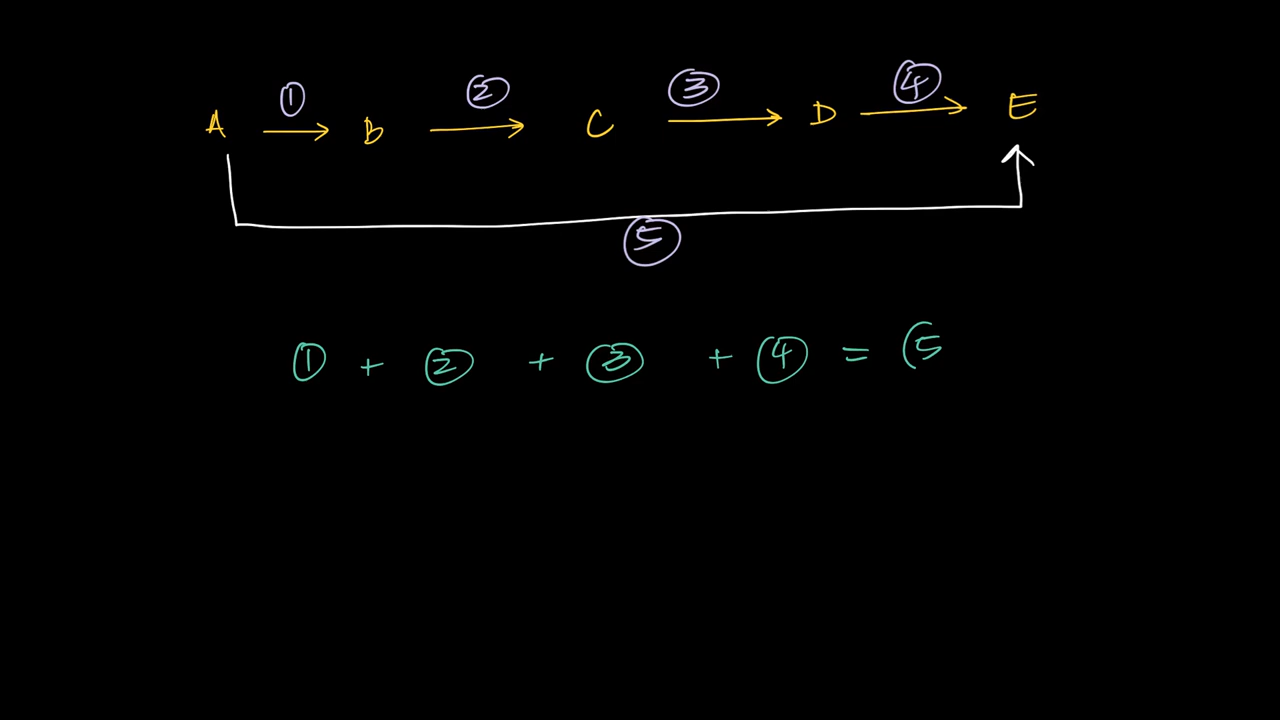 ① ② ③ ④
A → B → C → D → E
⑤
① + ② + ③ + ④ = (5